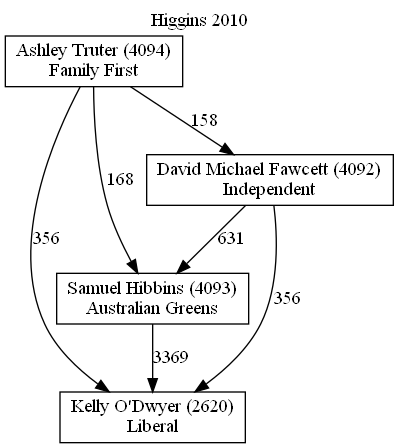 Higgins 2010
Ashley Truter (4094)
Family First
158
David Michael Fawcett (4092)
Independent
168
356
631
Samuel Hibbins (4093)
Australian Greens
356
3369
Kelly O'Dwyer (2620)
Liberal